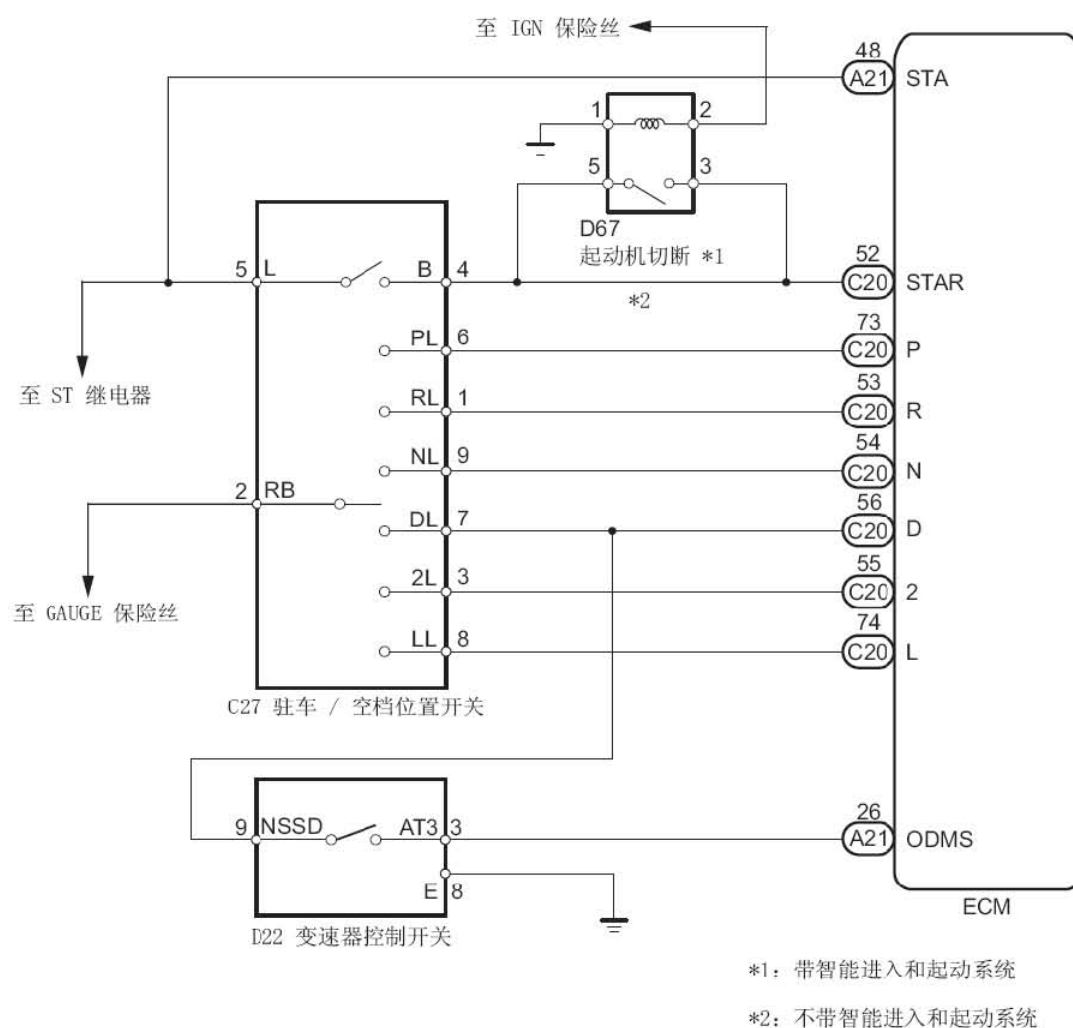 至 IGN 保险丝
48
A21 STA
1 2
5 3
D67
起动机切断 *1
5 L B 4
*2
52
C20 STAR
PL 6
73
C20 P
至 ST 继电器
RL 1
53
C20 R
NL 9
54
C20 N
2 RB
DL 7
56
C20 D
2L 3
55
C20 2
至 GAUGE 保险丝
LL 8
74
C20 L
C27 驻车 / 空档位置开关
9 NSSD AT3 3
26
A21 ODMS
E 8
ECM
D22 变速器控制开关
*1: 带智能进入和起动系统
*2: 不带智能进入和起动系统